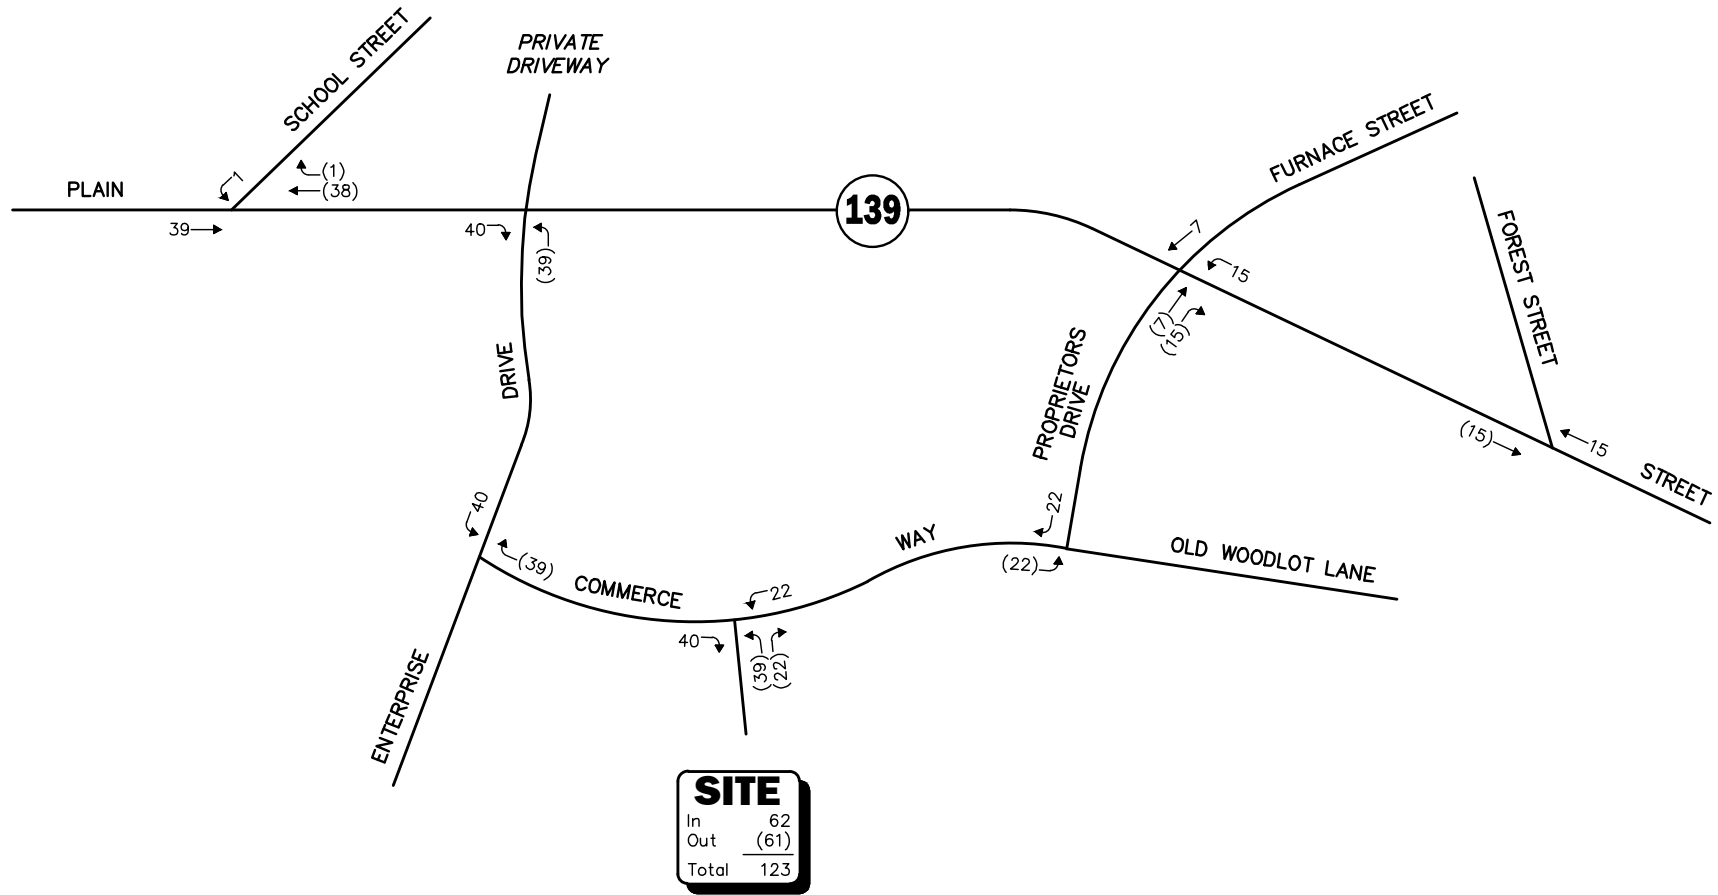 SCHOOL STREET
PRIVATE
DRIVEWAY
FURNACE STREET
PLAIN
1
(1)
(38)
139
39
40
(39)
7
15
(7)
(15)
FOREST STREET
DRIVE
PROPRIETORS
DRIVE
(15)
15
STREET
40
(39)
22
(22)
WAY
OLD WOODLOT LANE
COMMERCE
22
40
(39)
(22)
ENTERPRISE
SITE
In 62
Out (61)
Total 123